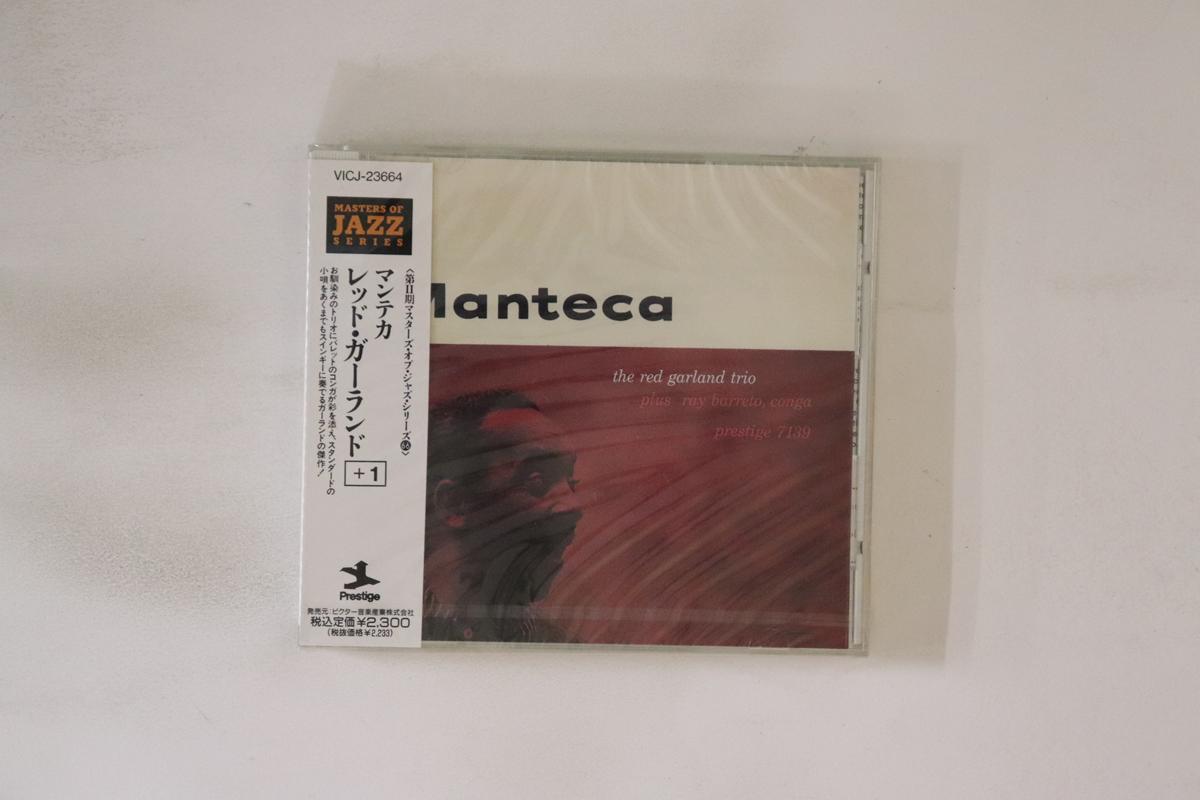 VICJ-23664
MASTERS OF
JAZZ
SERIES
〈第II期マスターズ・オブ・ジャズ・シリーズ
マンテカ
レッド・ガーランド
+1
お馴染みのトリオにバレットのコンガが彩を添え、スタンダードの
小唄をあくまでもスインギーに奏でるガーランドの傑作!
Prestige
発売元:ビクター音楽産業株式会社
税込定価¥2,300
(税抜価格¥2,233)
Manteca
the red garland trio
plus ray barreto, conga
prestige 7139